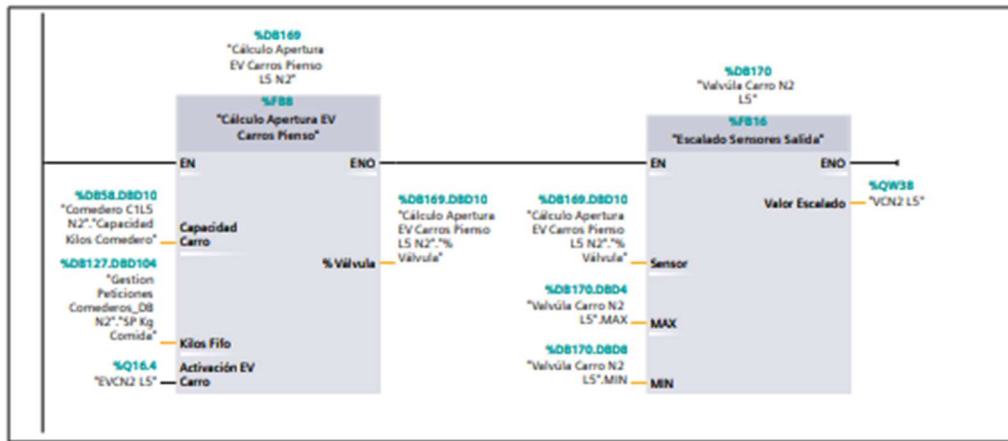 %DB169
"Cálculo Apertura
EV Carros Pienso
L5 N2"
%FB8
"Cálculo Apertura EV
Carros Pienso"
EN
ENO
%DB58.DBD10
"Comedero C1L5
N2"."Capacidad
Kilos Comedero"
Capacidad
Carro
%DB127.DBD104
"Gestion
Peticiones
Comederos_DB
N2"."SP Kg
Comida"
Kilos Fifo
%Q16.4
"EVCN2 L5"
Activación EV
Carro
% Válvula
%DB169.DBD10
"Cálculo Apertura
EV Carros Pienso
L5 N2"."%
Válvula"
%DB170
"Valvúla Carro N2
L5"
%FB16
"Escalado Sensores Salida"
EN
ENO
%DB169.DBD10
"Cálculo Apertura
EV Carros Pienso
L5 N2"."%
Válvula"
Sensor
%DB170.DBD4
"Valvúla Carro N2
L5".MAX
MAX
%DB170.DBD8
"Valvúla Carro N2
L5".MIN
MIN
Valor Escalado
%QW38
"VCN2 L5"